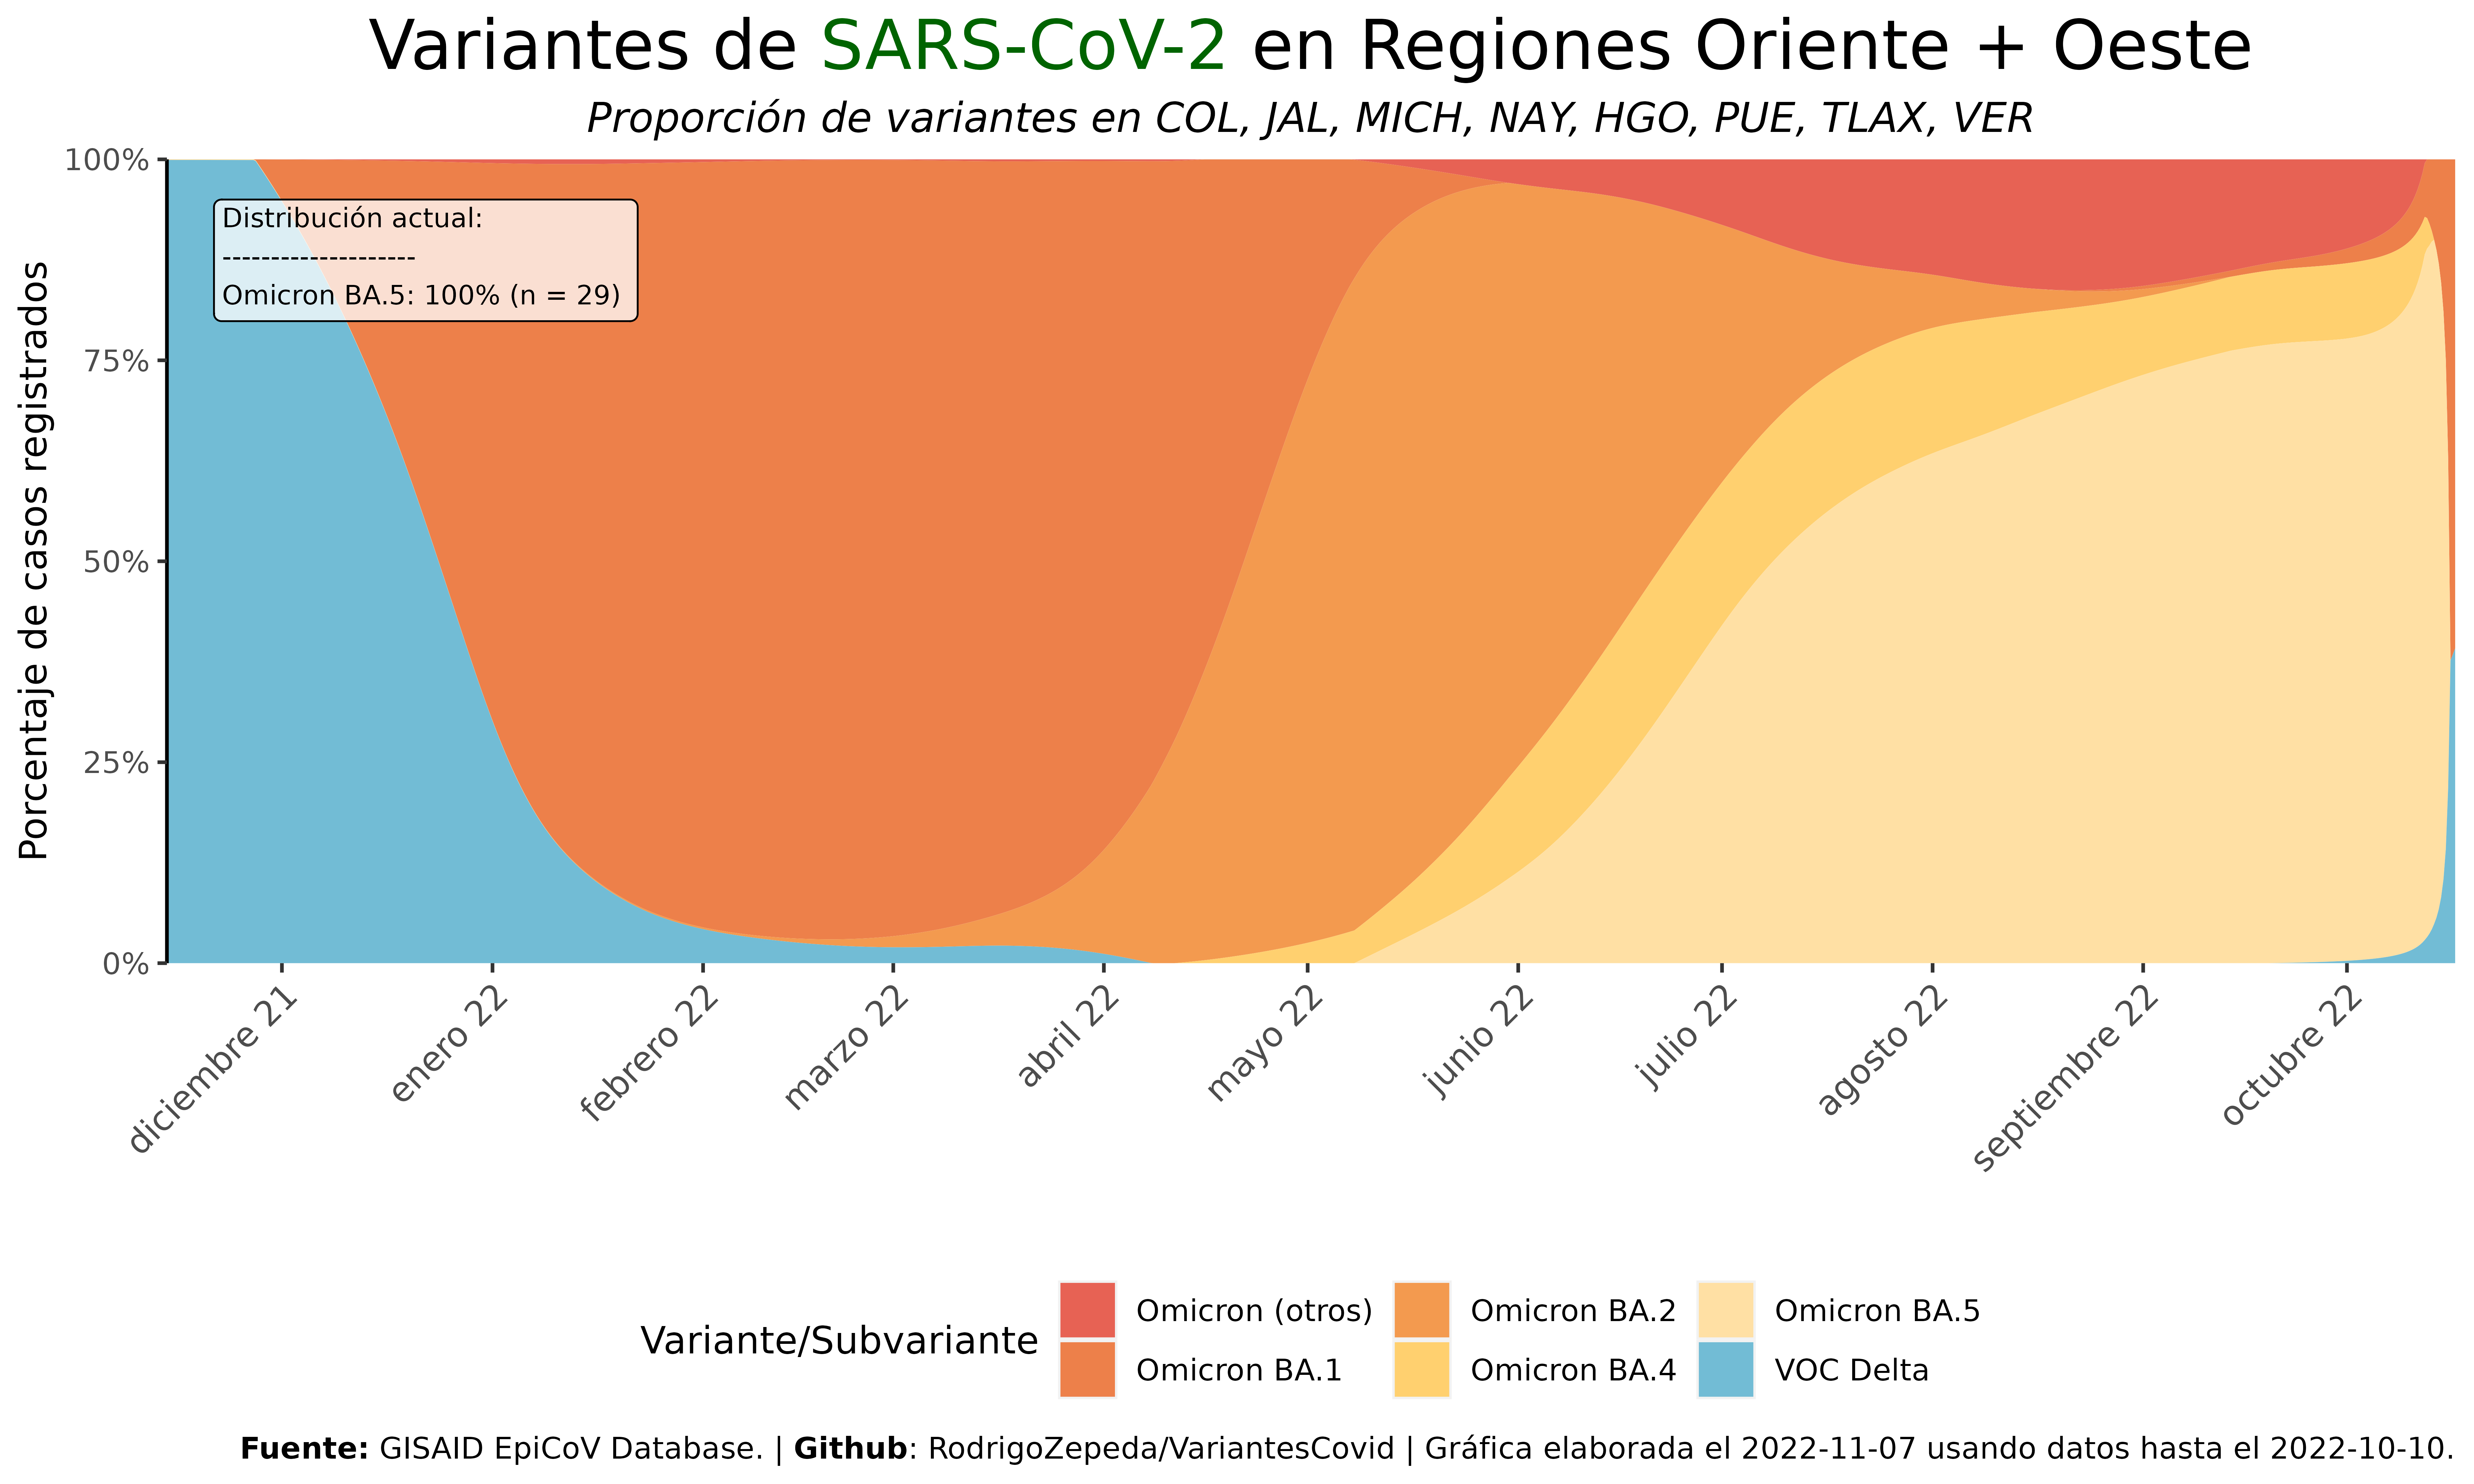 Variantes de SARS-CoV-2 en Regiones Oriente + Oeste
Proporción de variantes en COL, JAL, MICH, NAY, HGO, PUE, TLAX, VER
Porcentaje de casos registrados
100%
75%
50%
25%
0%
Distribución actual:
--------------------
Omicron BA.5: 100% (n = 29)
diciembre 21
enero 22
febrero 22
marzo 22
abril 22
mayo 22
junio 22
julio 22
agosto 22
septiembre 22
octubre 22
Variante/Subvariante
Omicron (otros)
Omicron BA.1
Omicron BA.2
Omicron BA.4
Omicron BA.5
VOC Delta
Fuente: GISAID EpiCoV Database. | Github: RodrigoZepeda/VariantesCovid | Gráfica elaborada el 2022-11-07 usando datos hasta el 2022-10-10.